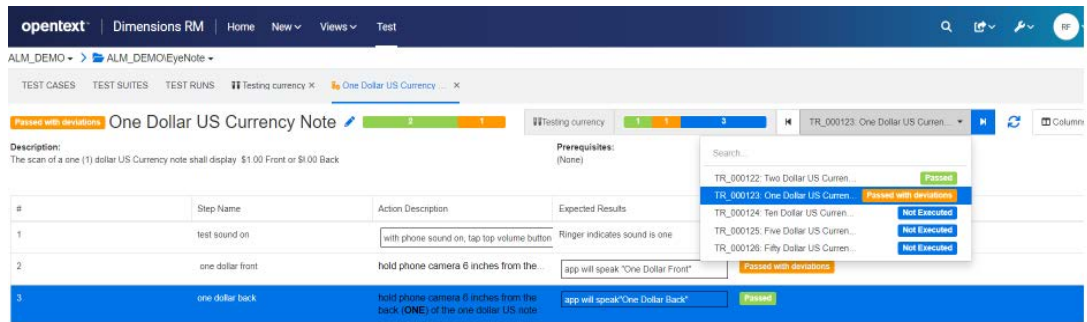 opentext™ | Dimensions RM | Home New Views Test RF
ALM_DEMO > ALM_DEMO\EyeNote
TEST CASES TEST SUITES TEST RUNS Testing currency × One Dollar US Currency ... ×
Passed with deviations One Dollar US Currency Note 2 1 Testing currency 1 1 3 TR_000123: One Dollar US Curren... Columns
Description: Prerequisites:
The scan of a one (1) dollar US Currency note shall display $1.00 Front or $1.00 Back (None)
Search...
TR_000122: Two Dollar US Curren... Passed
TR_000123: One Dollar US Curren... Passed with deviations
TR_000124: Ten Dollar US Curren... Not Executed
TR_000125: Five Dollar US Curren... Not Executed
TR_000126: Fifty Dollar US Curren... Not Executed
# Step Name Action Description Expected Results
1 test sound on with phone sound on, tap top volume button Ringer indicates sound is one
2 one dollar front hold phone camera 6 inches from the... app will speak "One Dollar Front" Passed with deviations
3 one dollar back hold phone camera 6 inches from the app will speak"One Dollar Back" Passed
back (ONE) of the one dollar US note